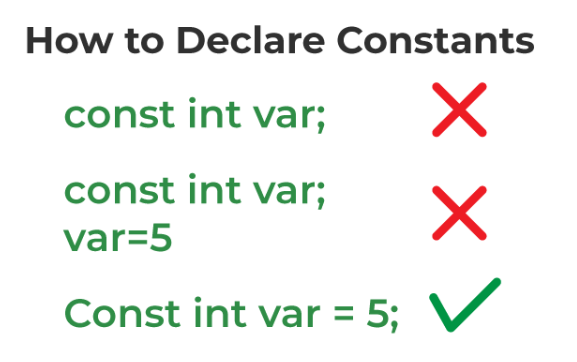 How to Declare Constants
const int var;
const int var;
var=5
Const int var = 5;